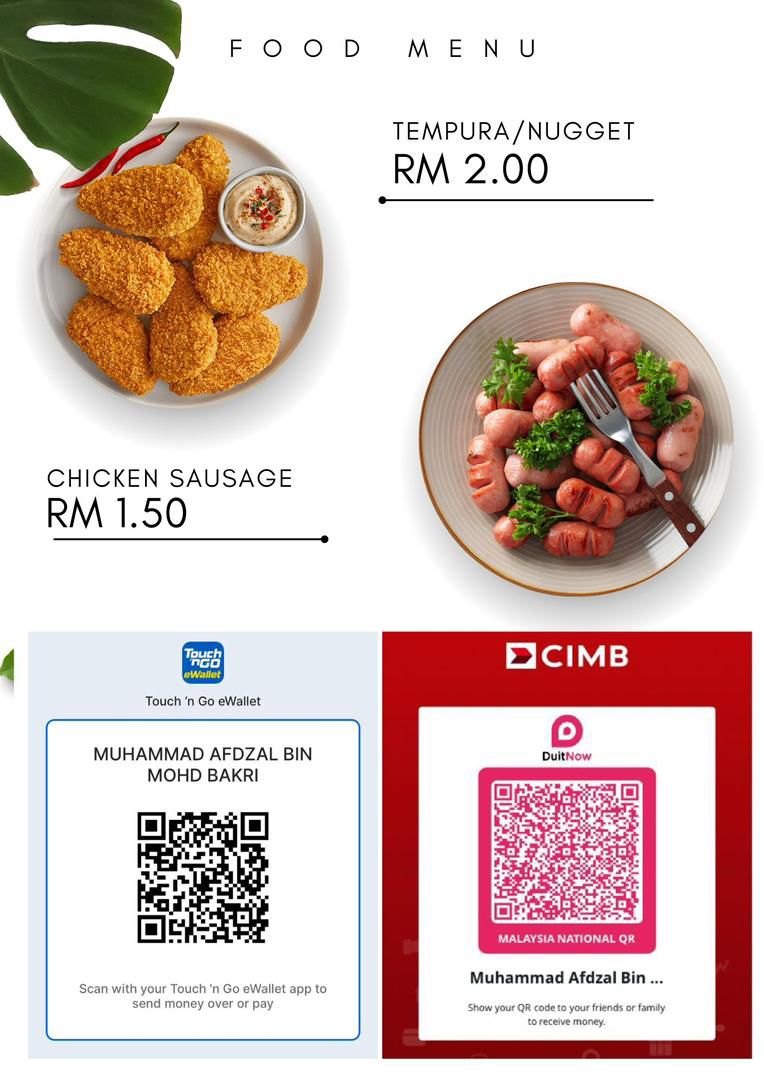 FOOD MENU
TEMPURA/NUGGET
RM 2.00
CHICKEN SAUSAGE
RM 1.50
Touch 'nGO eWallet
Touch 'n Go eWallet
MUHAMMAD AFDZAL BIN
MOHD BAKRI
Scan with your Touch 'n Go eWallet app to
send money over or pay
CIMB
DuitNow
MALAYSIA NATIONAL QR
Muhammad Afdzal Bin ...
Show your QR code to your friends or family
to receive money.